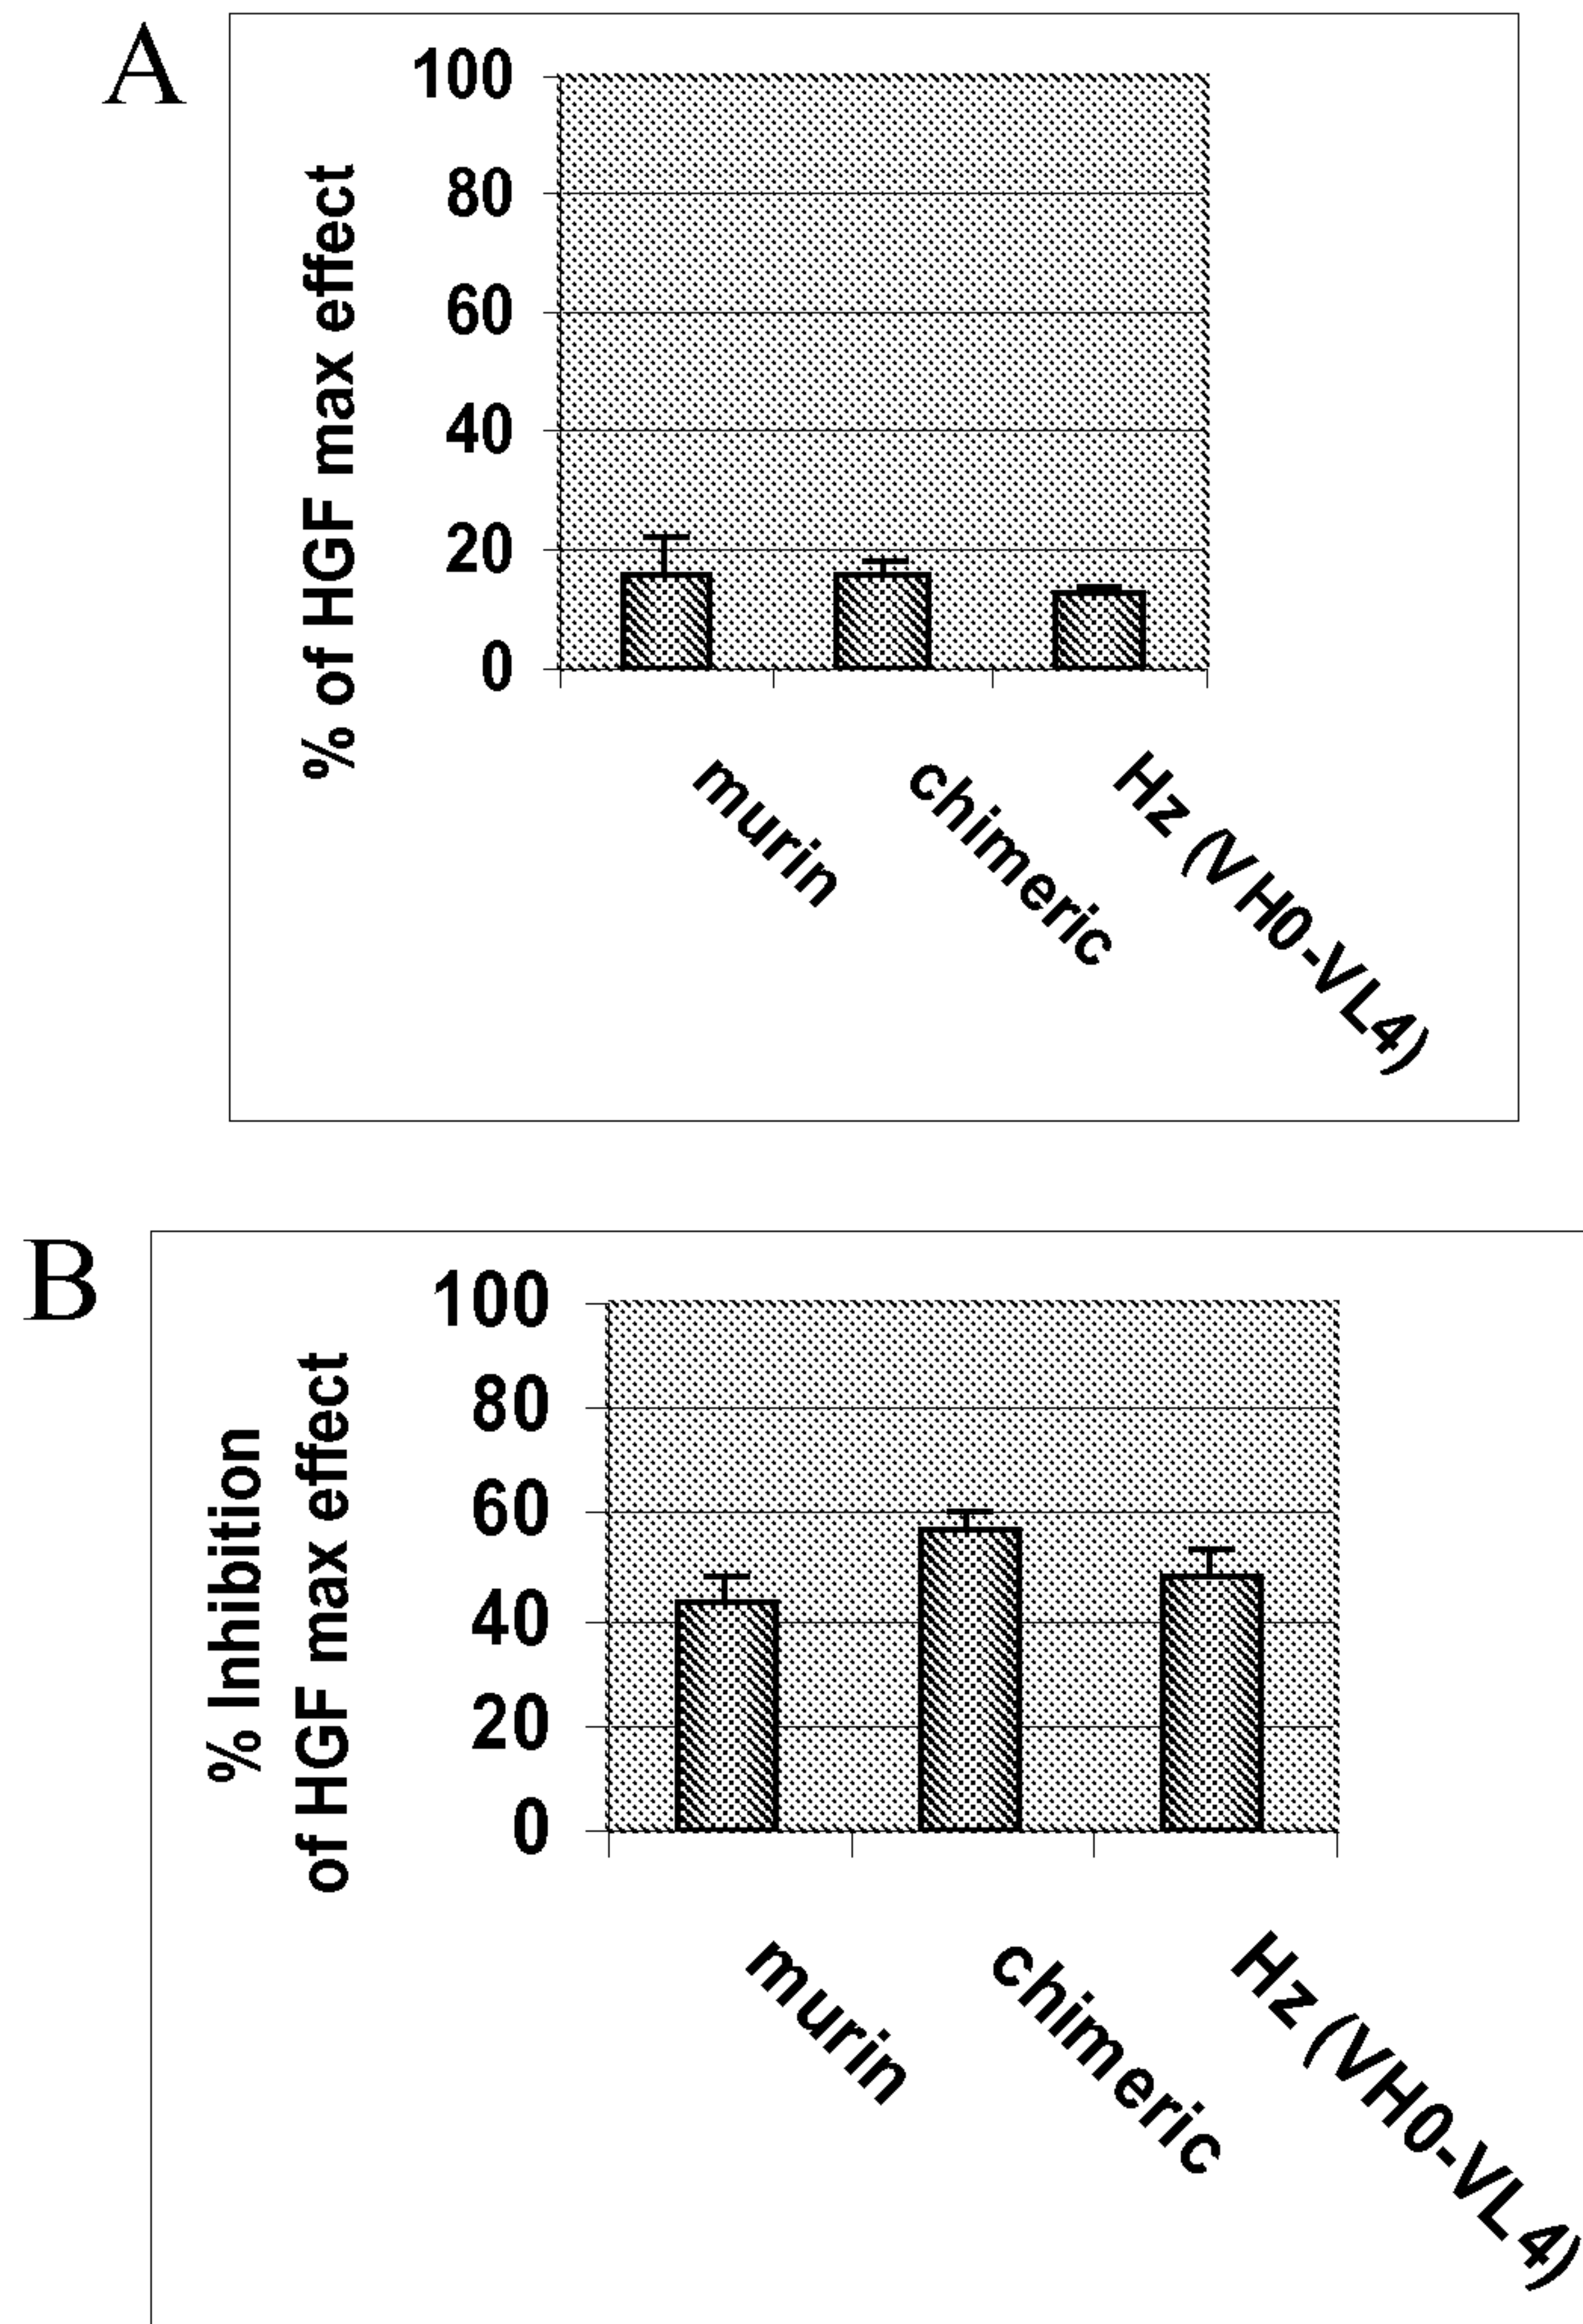 A
100
80
60
40
20
0
% of HGF max effect
murin
chimeric
Hz (VH0-VL4)
B
100
80
60
40
20
0
% Inhibition
of HGF max effect
murin
chimeric
Hz (VH0-VL4)